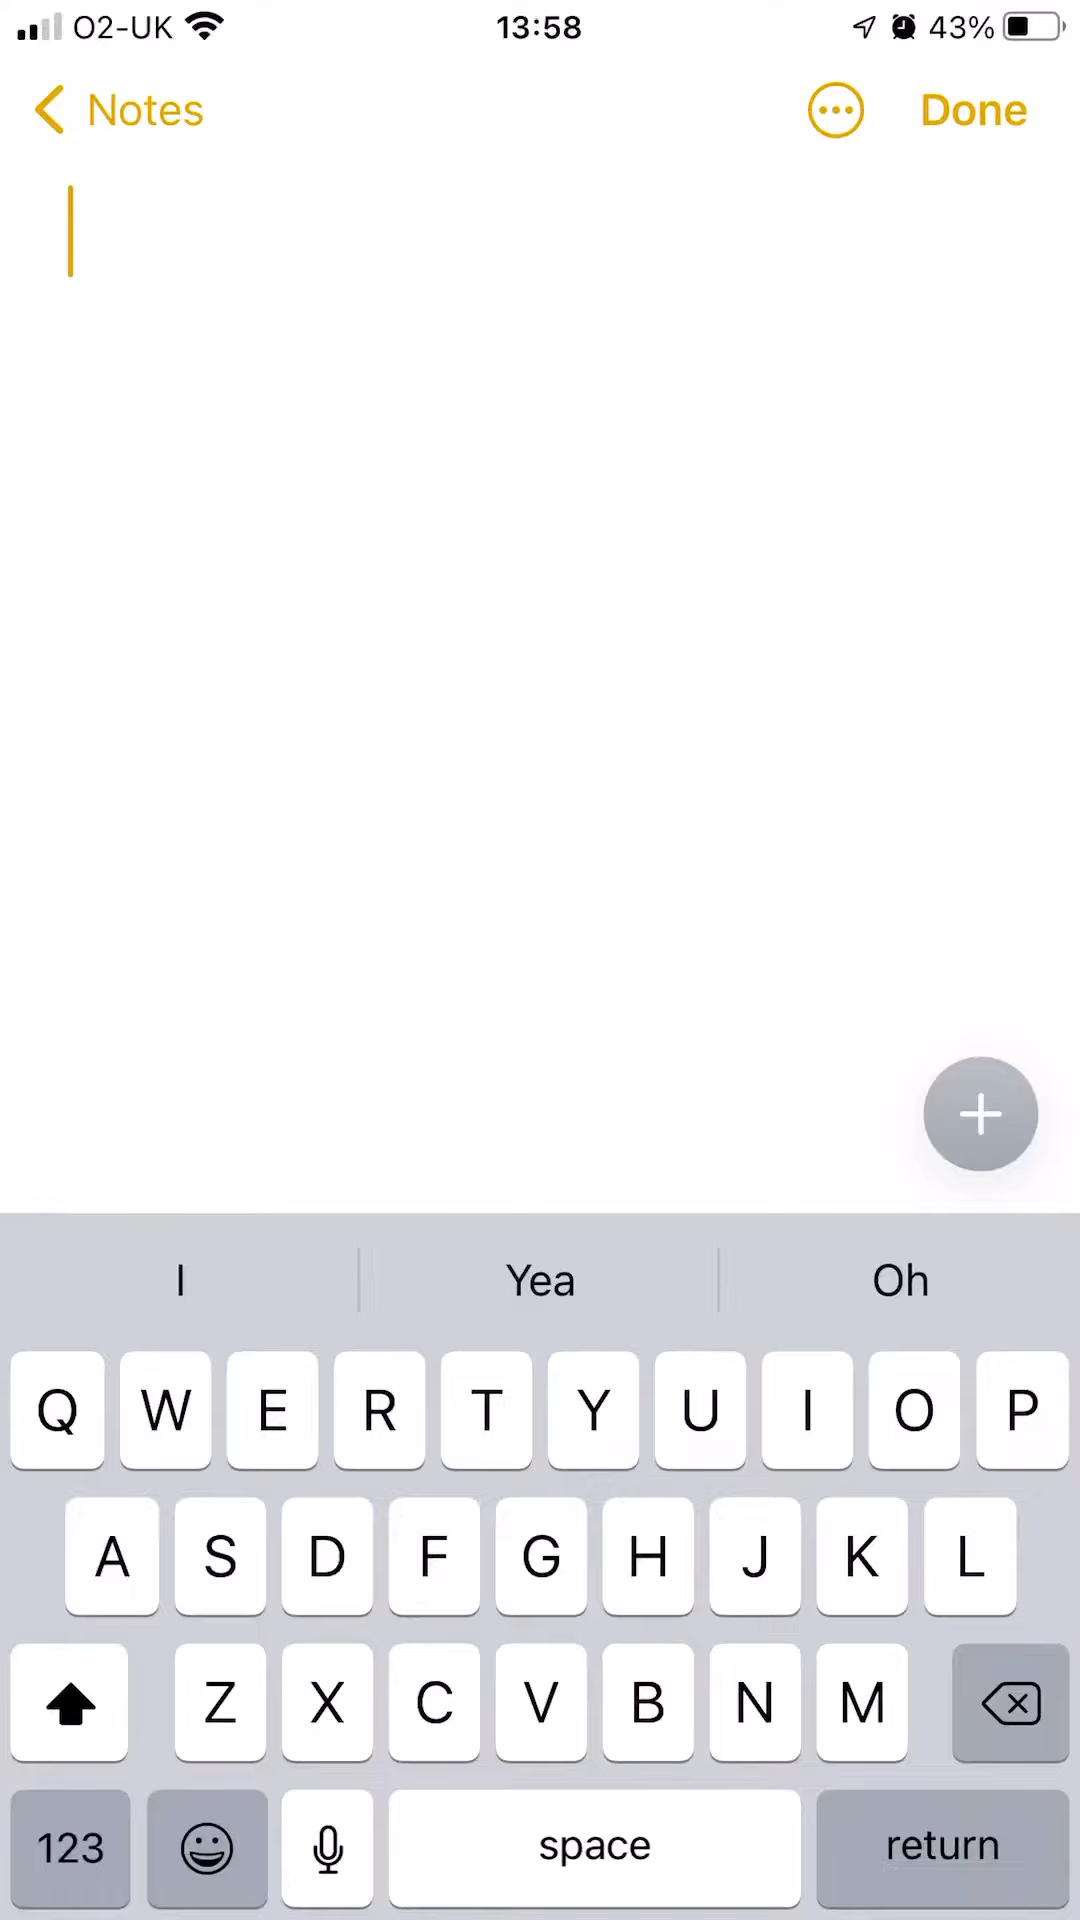 O2-UK 13:58 43%
Notes Done
I Yea Oh
Q W E R T Y U I O P
A S D F G H J K L
Z X C V B N M
123 space return